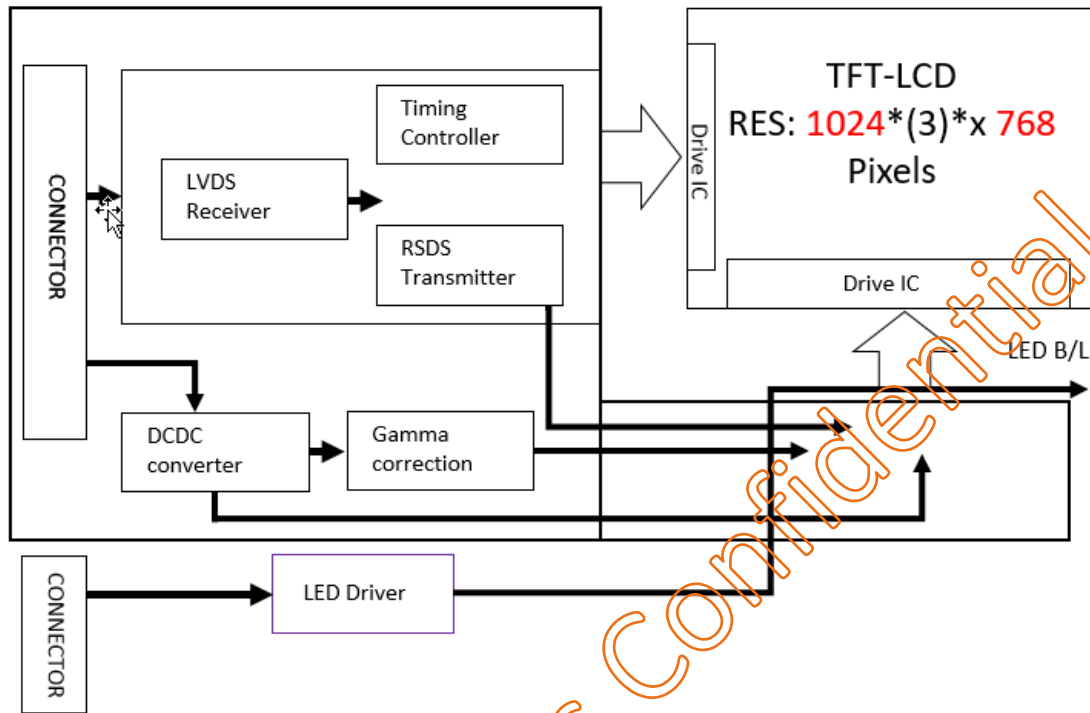 CONNECTOR
LVDS
Receiver
Timing
Controller
RSDS
Transmitter
DCDC
converter
Gamma
correction
Drive IC
TFT-LCD
RES: 1024*(3)*x 768
Pixels
Drive IC
LED B/L
CONNECTOR
LED Driver
Confidential